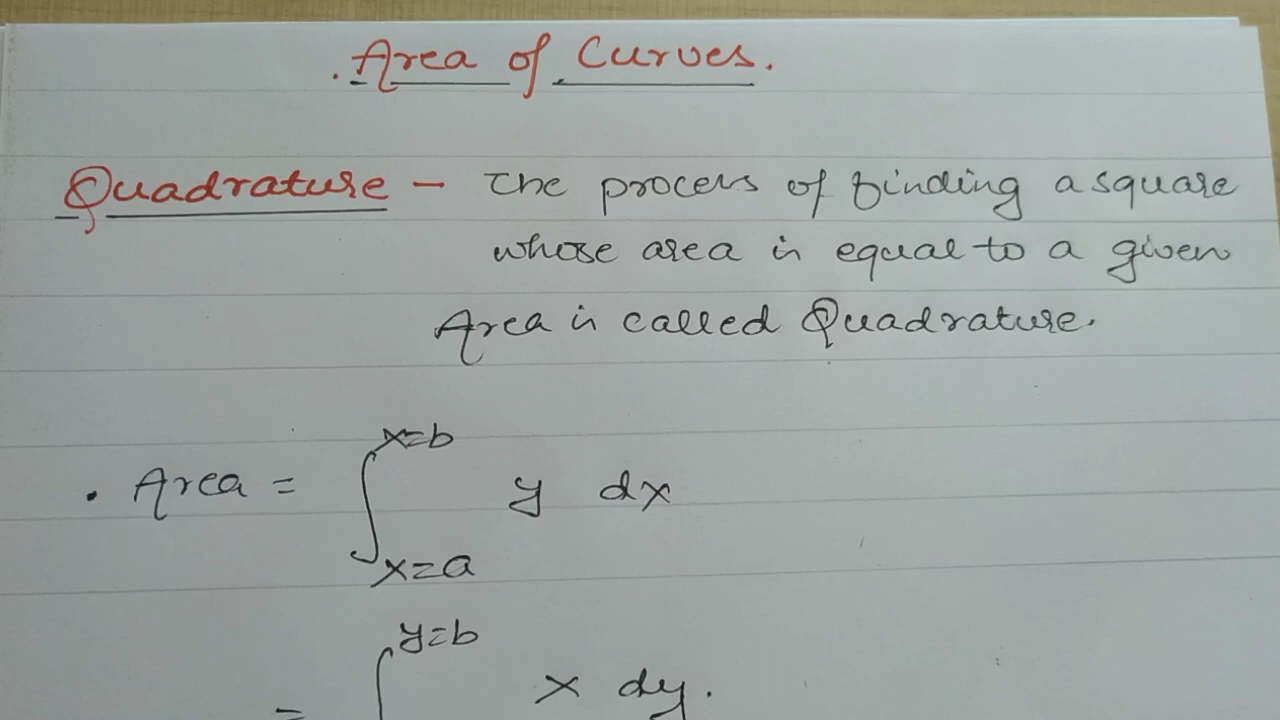 . Area of Curves.
Quadrature - The process of finding a square
whose area is equal to a given
Area is called Quadrature.
x=b
. Area = ∫ y dx
x=a
y=b
= ∫ x dy.